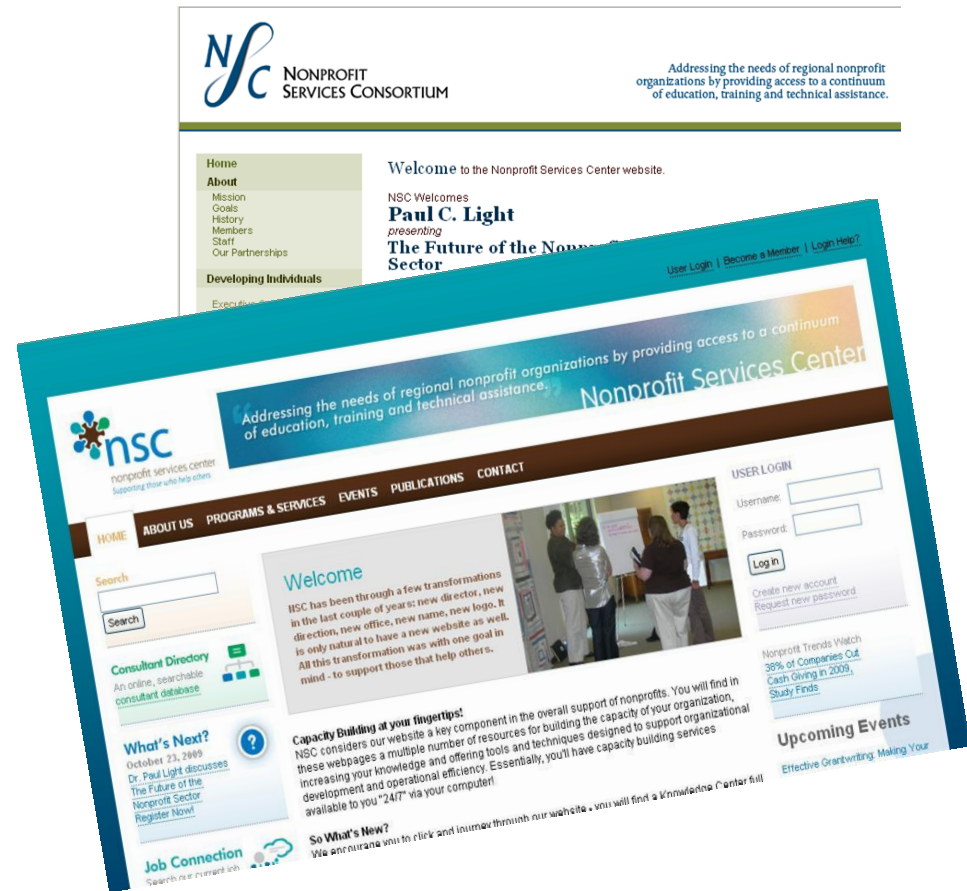 NSC
NONPROFIT
SERVICES CONSORTIUM
Addressing the needs of regional nonprofit
organizations by providing access to a continuum
of education, training and technical assistance.
Home
About
Mission
Goals
History
Members
Staff
Our Partnerships
Developing Individuals
Welcome to the Nonprofit Services Center website.
NSC Welcomes
Paul C. Light
presenting
The Future of the
Sector
User Login | Become a Member | Login Help?
nsc
nonprofit services center
Supporting those who help others
"Addressing the needs of regional nonprofit organizations by providing access to a continuum
of education, training and technical assistance."
Nonprofit Services Center
HOME ABOUT US PROGRAMS & SERVICES EVENTS PUBLICATIONS CONTACT
Search
Search
Consultant Directory
An online, searchable
consultant database
What's Next?
October 23, 2009
Dr. Paul Light discusses
The Future of the
Nonprofit Sector
Register Now!
?
Job Connection
Search our current job
Welcome
NSC has been through a few transformations
in the last couple of years: new director, new
direction, new office, new name, new logo. It
is only natural to have a new website as well.
All this transformation was with one goal in
mind - to support those that help others.
Capacity Building at your fingertips!
NSC considers our website a key component in the overall support of nonprofits. You will find in
these webpages a multiple number of resources for building the capacity of your organization,
increasing your knowledge and offering tools and techniques designed to support organizational
development and operational efficiency. Essentially, you'll have capacity building services
available to you "24/7" via your computer!
So What's New?
We encourage you to click and journey through our website - you will find a Knowledge Center full
USER LOGIN
Username:
Password:
Log in
Create new account
Request new password
Nonprofit Trends Watch
38% of Companies Cut
Cash Giving in 2009,
Study Finds
Upcoming Events
Effective Grantwriting: Making Your